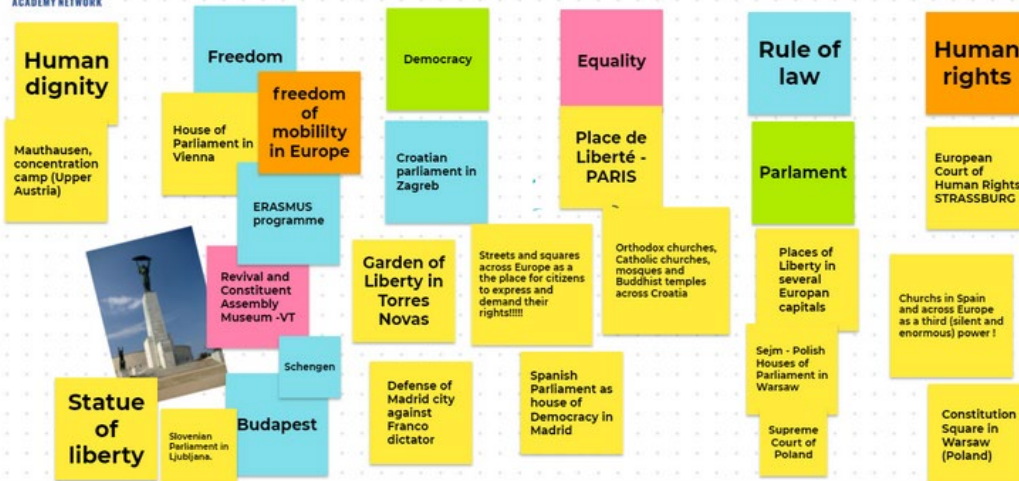 ACADEMY NETWORK
Human
dignity
Mauthausen,
concentration
camp (Upper
Austria)
Freedom
freedom
of
mobililty
in Europe
House of
Parliament in
Vienna
ERASMUS
programme
Revival and
Constituent
Assembly
Museum -VT
Schengen
Statue
of
liberty
Slovenian
Parliament in
Ljubljana.
Budapest
Democracy
Croatian
parliament in
Zagreb
Garden of
Liberty in
Torres
Novas
Defense of
Madrid city
against
Franco
dictator
Streets and squares
across Europe as a
the place for citizens
to express and
demand their
rights!!!!!
Spanish
Parliament as
house of
Democracy in
Madrid
Equality
Place de
Liberté -
PARIS
Orthodox churches,
Catholic churches,
mosques and
Buddhist temples
across Croatia
Rule of
law
Parlament
Places of
Liberty in
several
Europan
capitals
Sejm - Polish
Houses of
Parliament in
Warsaw
Supreme
Court of
Poland
Human
rights
European
Court of
Human Rights
STRASSBURG
Churchs in Spain
and across Europe
as a third (silent and
enormous) power !
Constitution
Square in
Warsaw
(Poland)